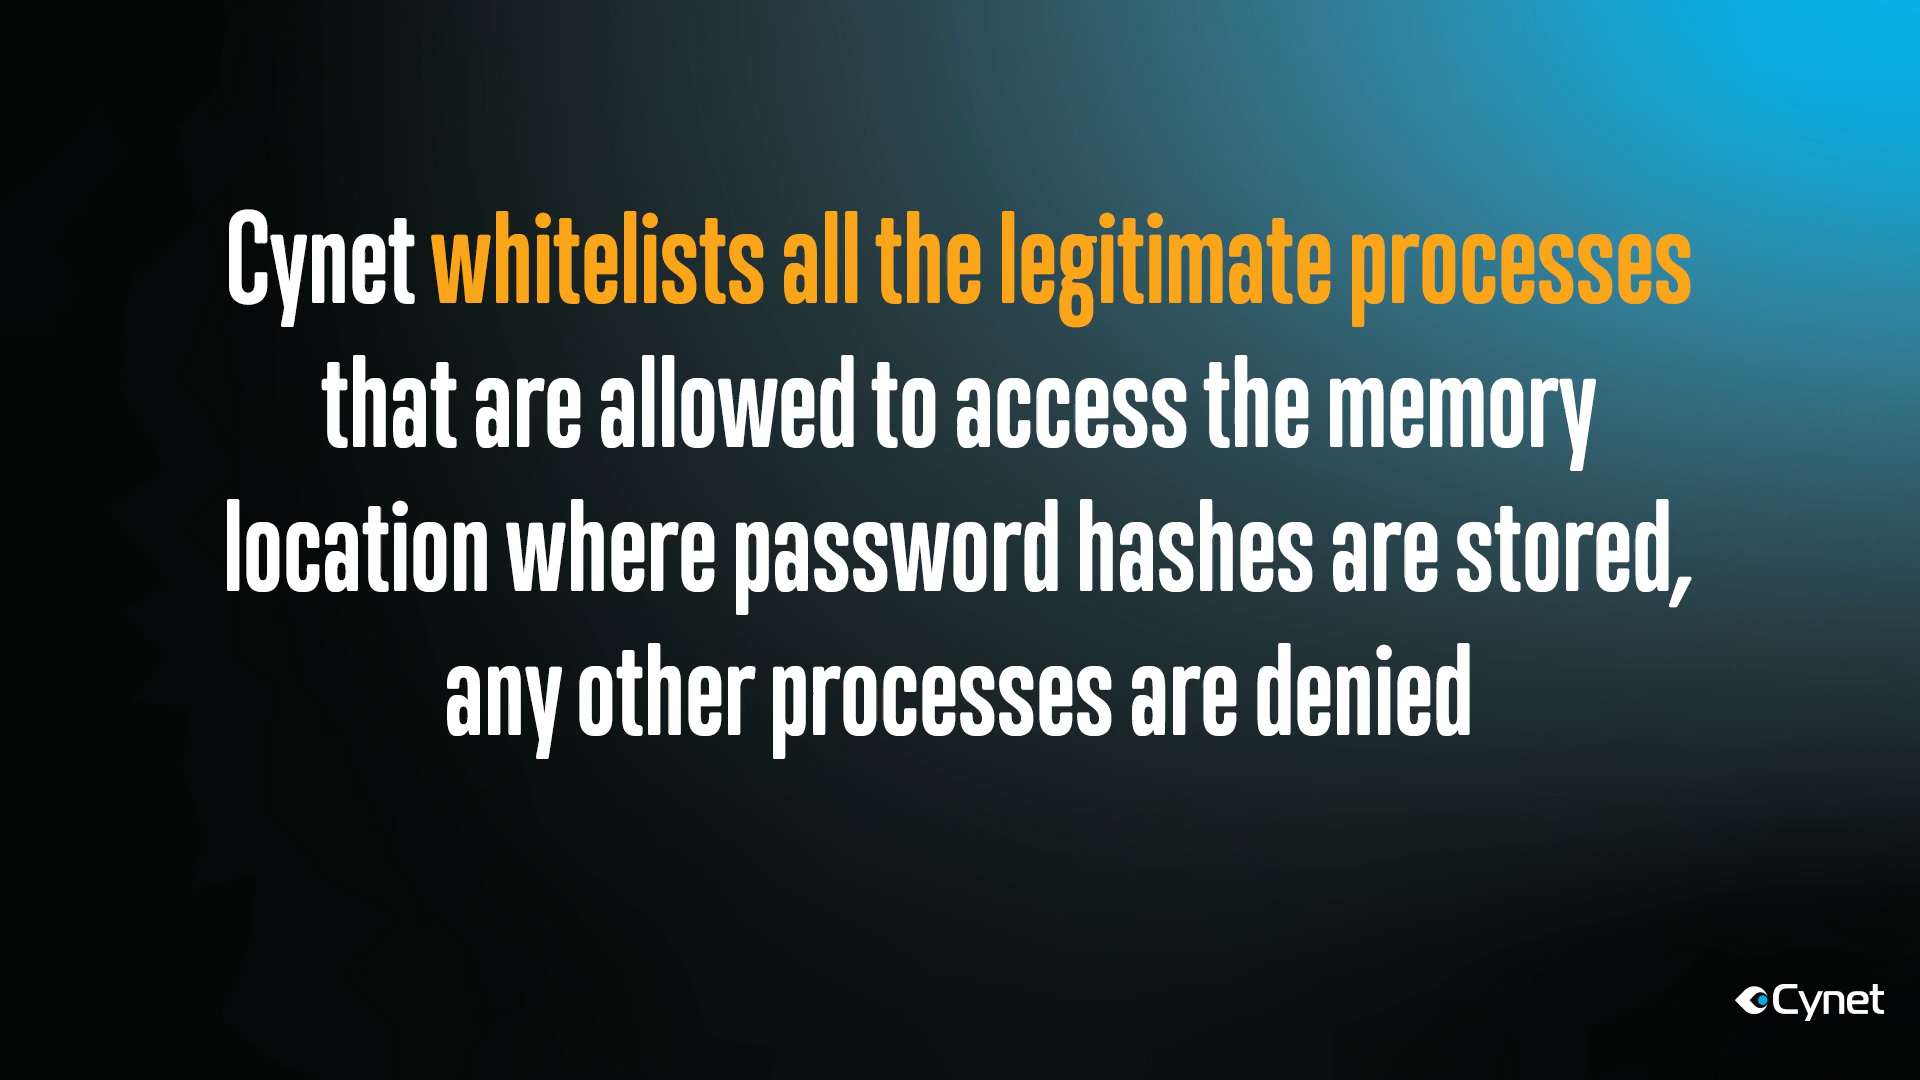 Cynet whitelists all the legitimate processes
that are allowed to access the memory
location where password hashes are stored,
any other processes are denied
Cynet